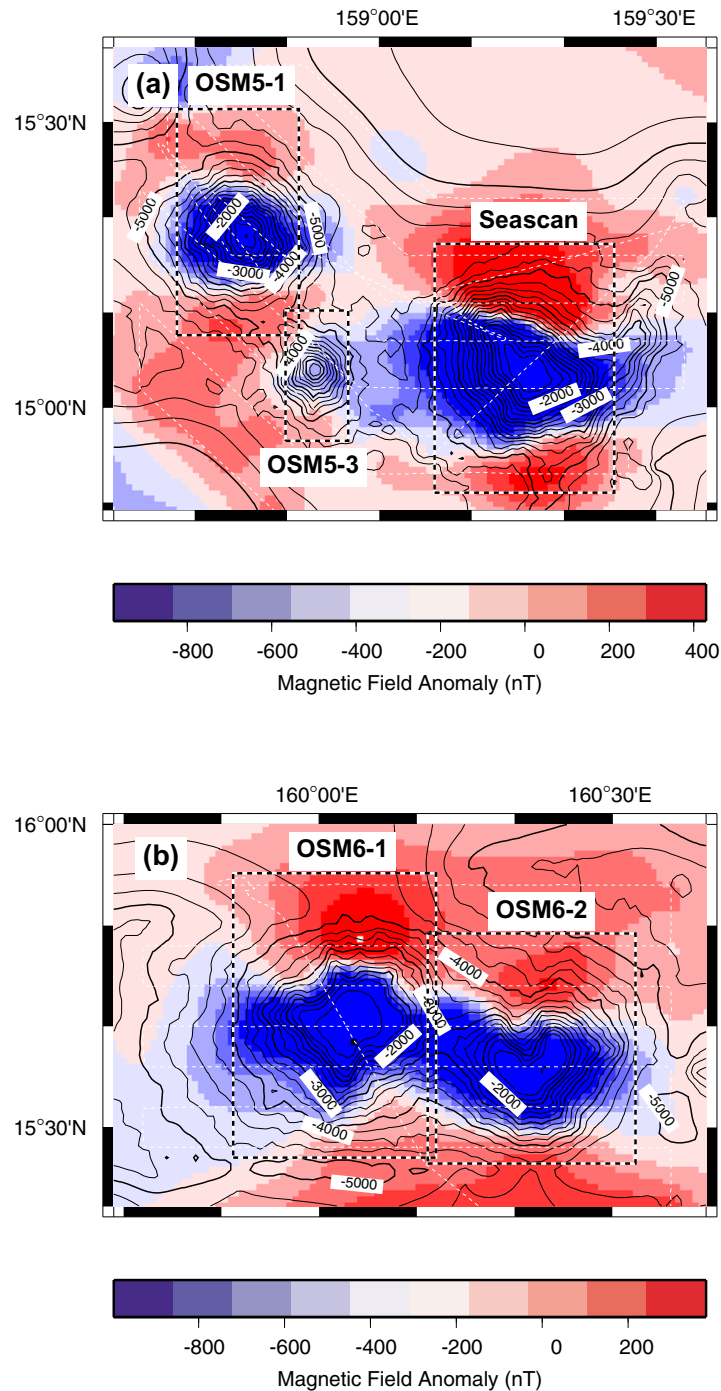 159°00'E 159°30'E
(a) OSM5-1
15°30'N
-2000
-5000
-5000
-3000
-4000
Seascan
-5000
-4000
-4000
-2000
-3000
15°00'N
OSM5-3
-800 -600 -400 -200 0 200 400
Magnetic Field Anomaly (nT)
160°00'E 160°30'E
16°00'N
(b) OSM6-1
OSM6-2
-4000
-3000
-2000
-3000
-2000
-4000
-5000
15°30'N
-5000
-800 -600 -400 -200 0 200
Magnetic Field Anomaly (nT)